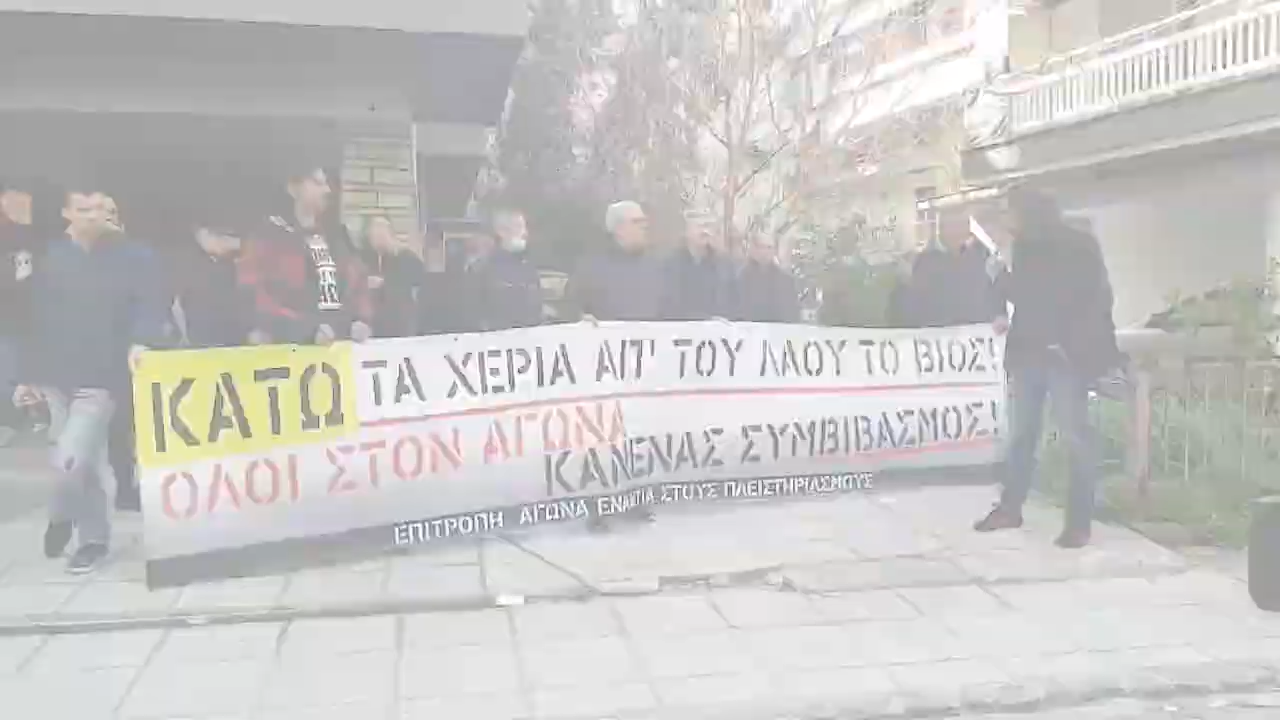 ΚΑΤΩ ΤΑ ΧΕΡΙΑ ΑΠ' ΤΟΥ ΛΑΟΥ ΤΟ ΒΙΟΣ!
ΟΛΟΙ ΣΤΟΝ ΑΓΩΝΑ
ΚΑΝΕΝΑΣ ΣΥΜΒΙΒΑΣΜΟΣ!
ΕΠΙΤΡΟΠΗ ΑΓΩΝΑ ΕΝΑΝΤΙΑ ΣΤΟΥΣ ΠΛΕΙΣΤΗΡΙΑΣΜΟΥΣ